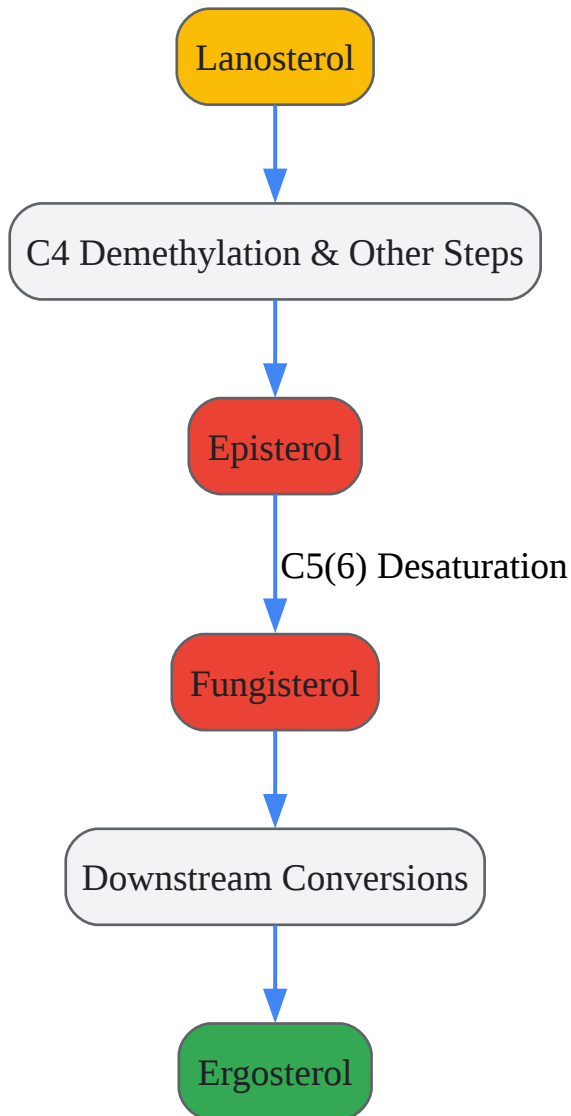 Lanosterol
C4 Demethylation & Other Steps
Episterol
C5(6) Desaturation
Fungisterol
Downstream Conversions
Ergosterol